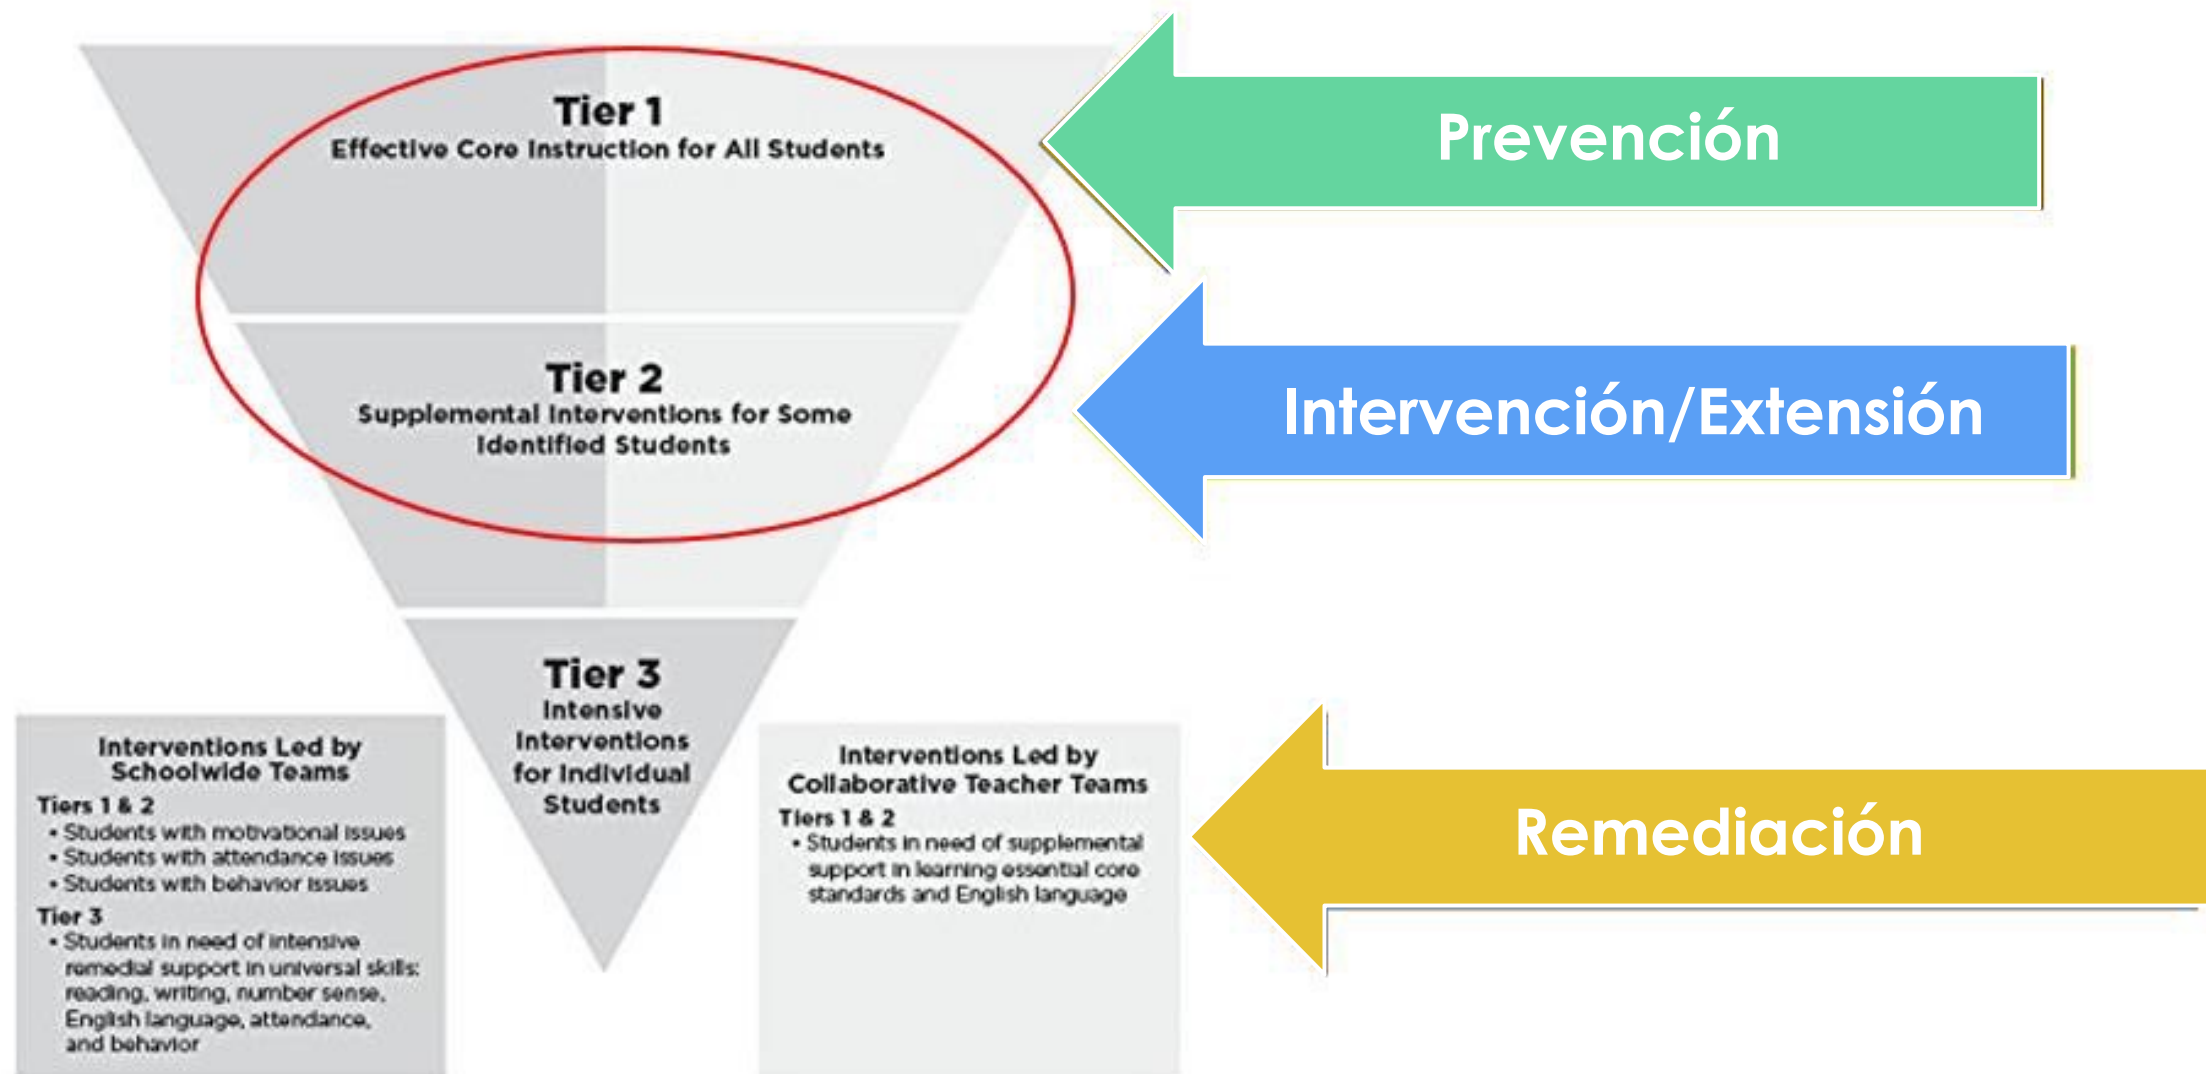 Tier 1
Effective Core Instruction for All Students
Prevención
Tier 2
Supplemental Interventions for Some
Identified Students
Intervención/Extensión
Tier 3
Intensive
Interventions
for Individual
Students
Interventions Led by
Schoolwide Teams
Tiers 1 & 2
• Students with motivational issues
• Students with attendance issues
• Students with behavior issues
Tier 3
• Students in need of intensive
remedial support in universal skills:
reading, writing, number sense,
English language, attendance,
and behavior
Interventions Led by
Collaborative Teacher Teams
Tiers 1 & 2
• Students in need of supplemental
support in learning essential core
standards and English language
Remediación